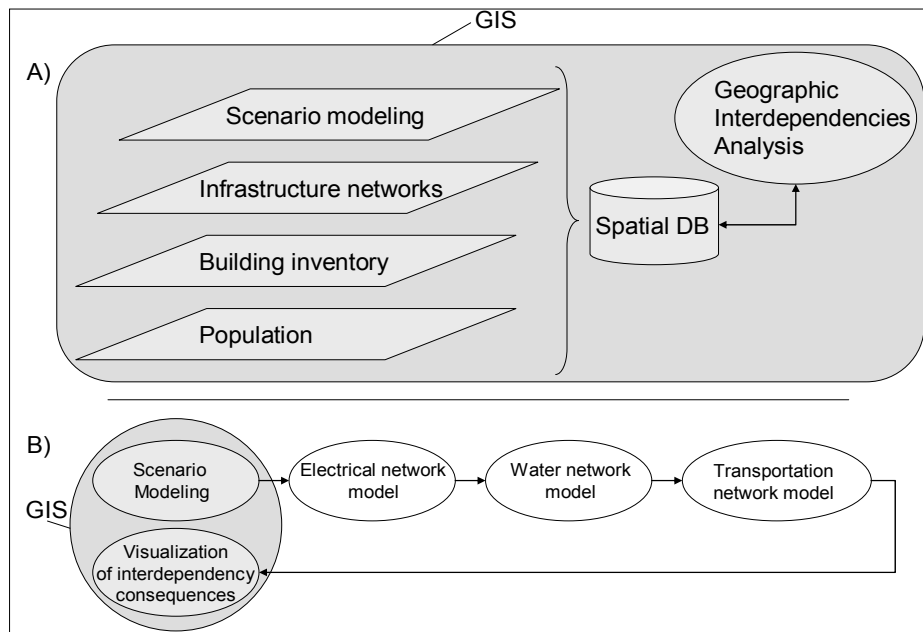 GIS
A)
Scenario modeling
Infrastructure networks
Building inventory
Population
Spatial DB
Geographic
Interdependencies
Analysis
B)
GIS
Scenario
Modeling
Electrical network
model
Water network
model
Transportation
network model
Visualization
of interdependency
consequences